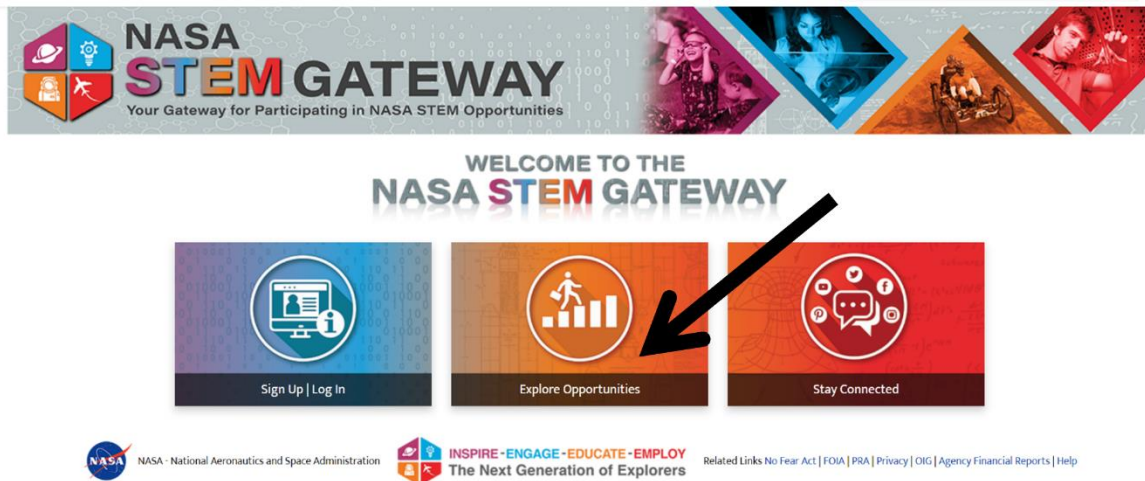 NASA
STEM GATEWAY
Your Gateway for Participating in NASA STEM Opportunities
WELCOME TO THE
NASA STEM GATEWAY
Sign Up | Log In
Explore Opportunities
Stay Connected
NASA
NASA - National Aeronautics and Space Administration
INSPIRE - ENGAGE - EDUCATE - EMPLOY
The Next Generation of Explorers
Related Links No Fear Act | FOIA | PRA | Privacy | OIG | Agency Financial Reports | Help